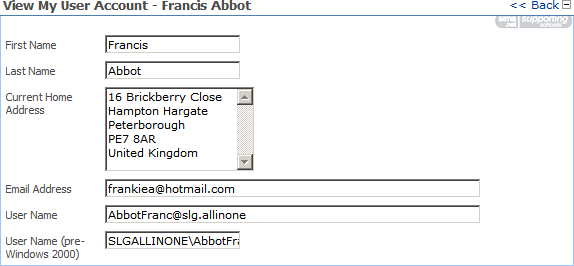 View My User Account - Francis Abbot
<< Back
supporting
First Name
Francis
Last Name
Abbot
Current Home Address
16 Brickberry Close
Hampton Hargate
Peterborough
PE7 8AR
United Kingdom
Email Address
frankiea@hotmail.com
User Name
AbbotFranc@slg.allinone
User Name (pre-
Windows 2000)
SLGALLINONE\AbbotFra